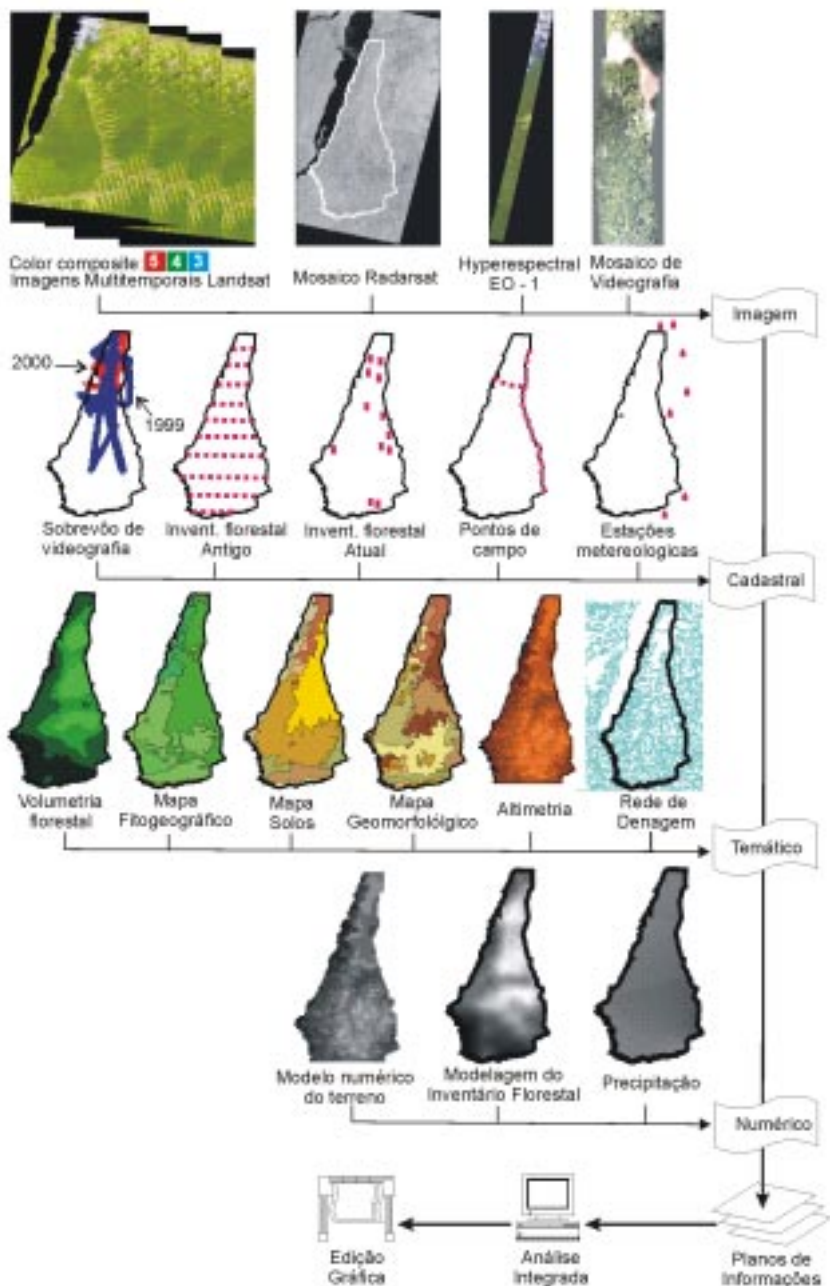 Color composite 5 4 3
Imagens Multitemporais Landsat
Mosaico Radarsat
Hyperespectral
EO - 1
Mosaico de
Videografia
Imagem
2000
1999
Sobrevôo de
videografia
Invent. florestal
Antigo
Invent. florestal
Atual
Pontos de
campo
Estações
metereologicas
Cadastral
Volumetria
florestal
Mapa
Fitogeográfico
Mapa
Solos
Mapa
Geomorfolólgico
Altimetria
Rede de
Denagem
Temático
Modelo numérico
do terreno
Modelagem do
Inventário Florestal
Precipitação
Numérico
Edição
Gráfica
Análise
Integrada
Planos de
Informações